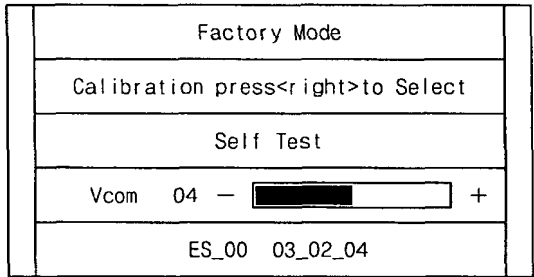 Factory Mode
Calibration press<right>to Select
Self Test
Vcom 04 − +
ES_00 03_02_04